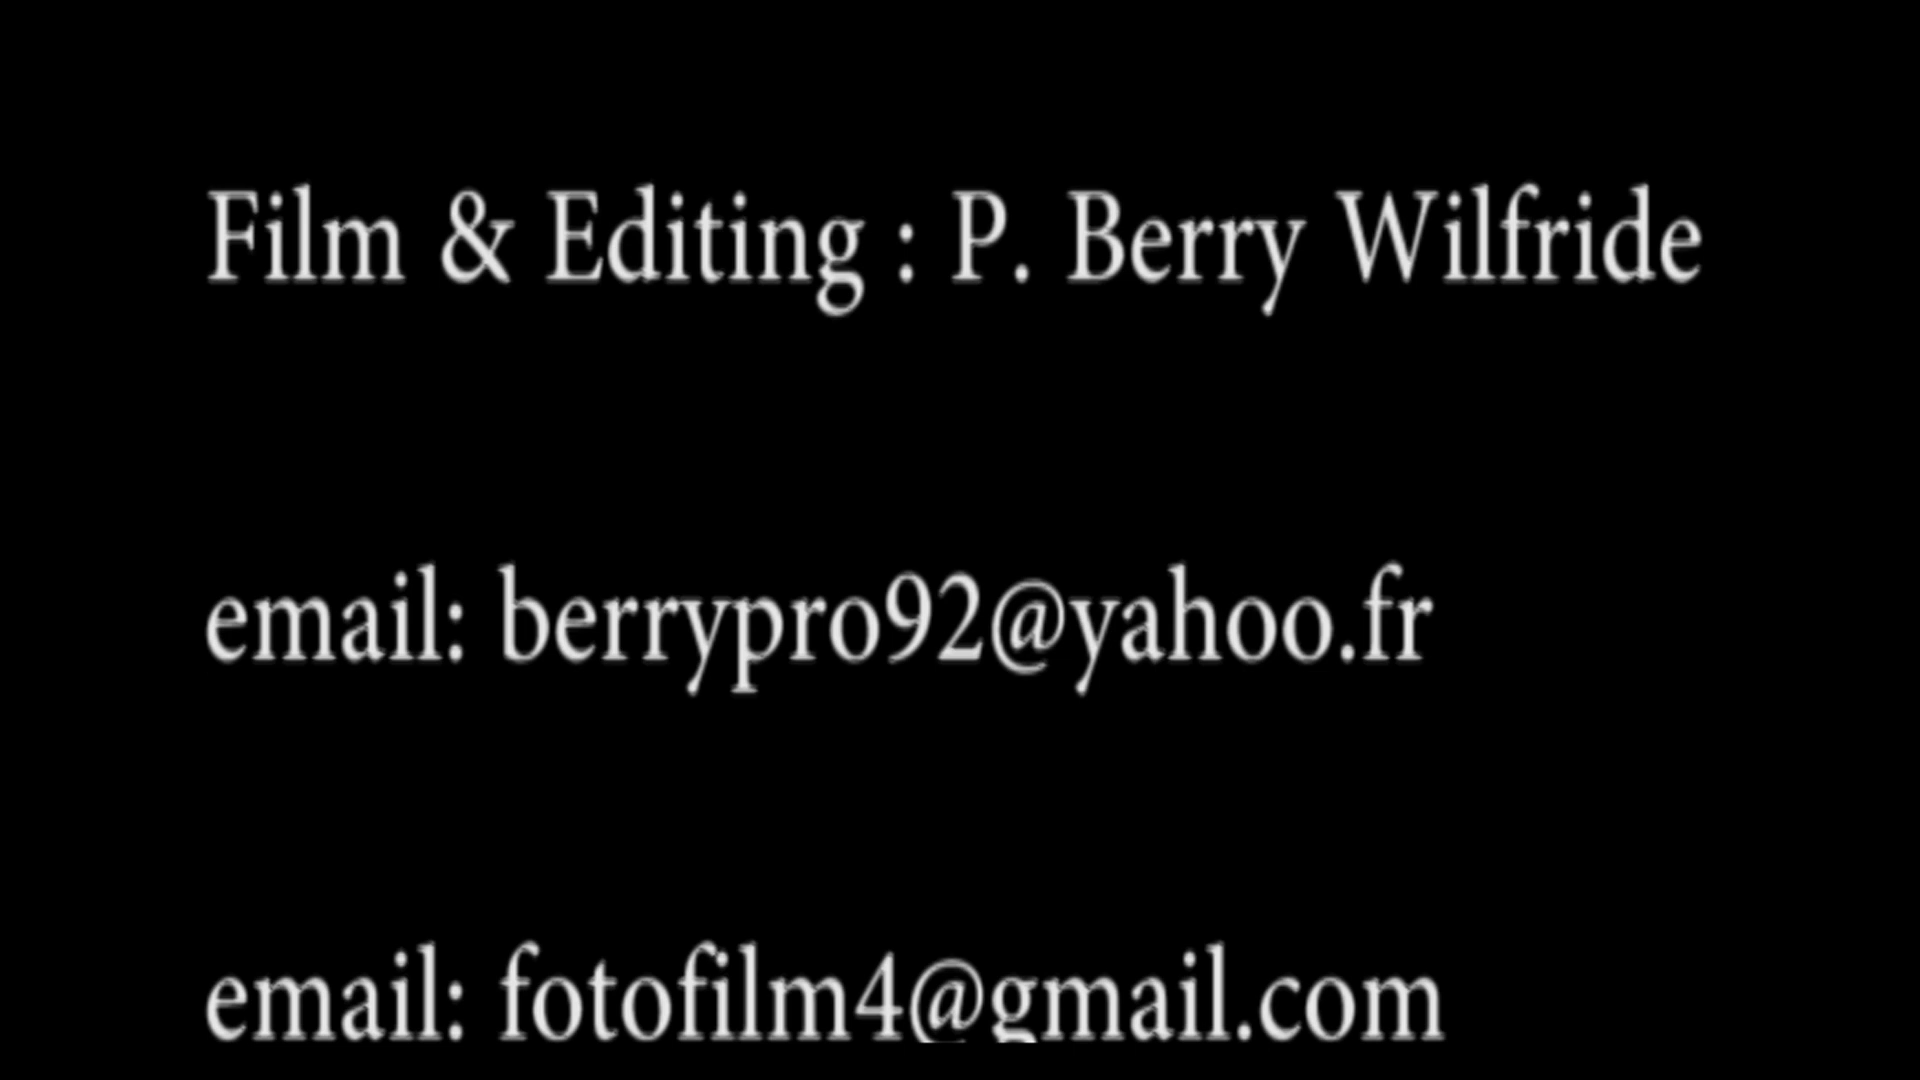 Film & Editing : P. Berry Wilfride
email: berrypro92@yahoo.fr
email: fotofilm4@gmail.com